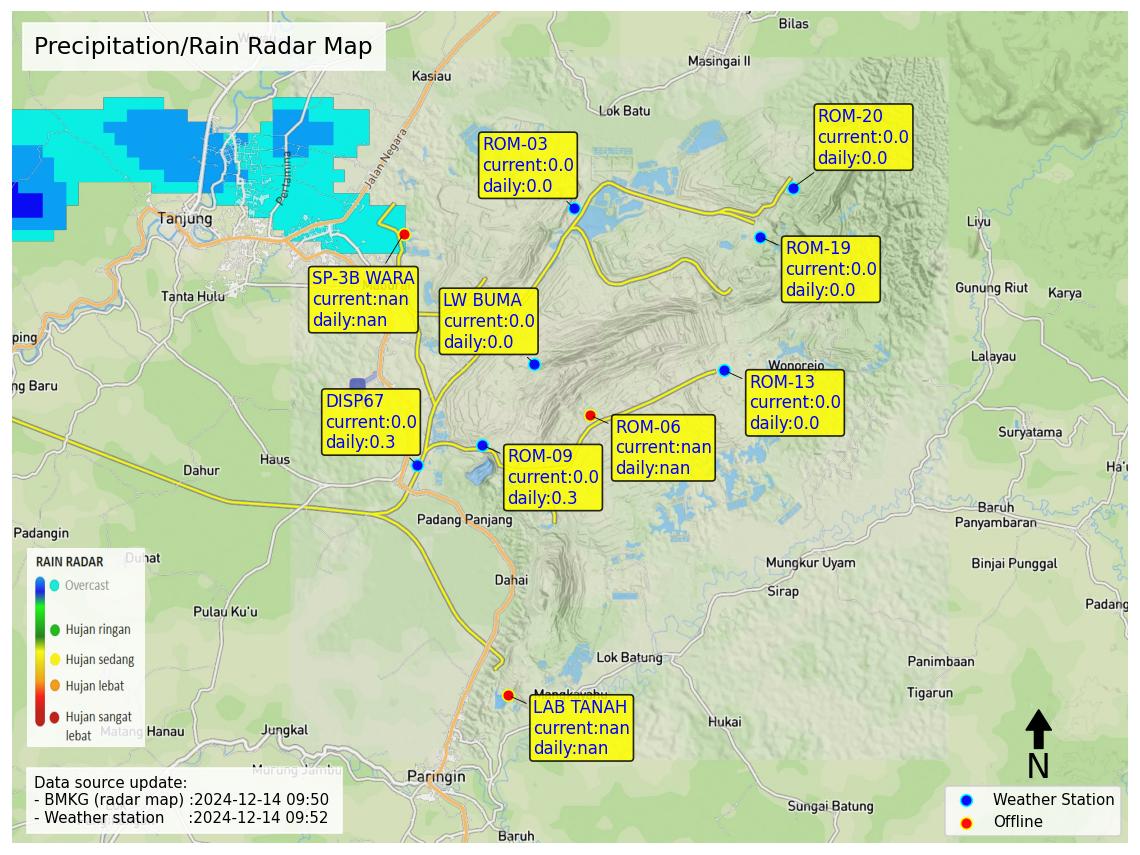 Precipitation/Rain Radar Map
Bilas
Masingai II
Kasiau
Lok Batu
Jalan Negara
Pertamina
Tanjung
ROM-03
current:0.0
daily:0.0
ROM-20
current:0.0
daily:0.0
ROM-19
current:0.0
daily:0.0
Liyu
Gunung Riut
Karya
Lalayau
SP-3B WARA
current:nan
daily:nan
LW BUMA
current:0.0
daily:0.0
Tanta Hulu
ping
ng Baru
Wonorejo
ROM-13
current:0.0
daily:0.0
DISP67
current:0.0
daily:0.3
ROM-06
current:nan
daily:nan
ROM-09
current:0.0
daily:0.3
Suryatama
Ha'u
Haus
Dahur
Baruh
Panyambaran
Padang Panjang
Padangin
Duhat
Binjai Punggal
Mungkur Uyam
Sirap
Dahai
Padang
Pulau Ku'u
RAIN RADAR
Overcast
Hujan ringan
Hujan sedang
Hujan lebat
Hujan sangat
lebat
Lok Batung
Panimbaan
Tigarun
Mangkayahu
LAB TANAH
current:nan
daily:nan
Hukai
Matang Hanau
Jungkal
Murung Jambu
Paringin
Sungai Batung
Baruh
Data source update:
- BMKG (radar map) :2024-12-14 09:50
- Weather station :2024-12-14 09:52
N
Weather Station
Offline